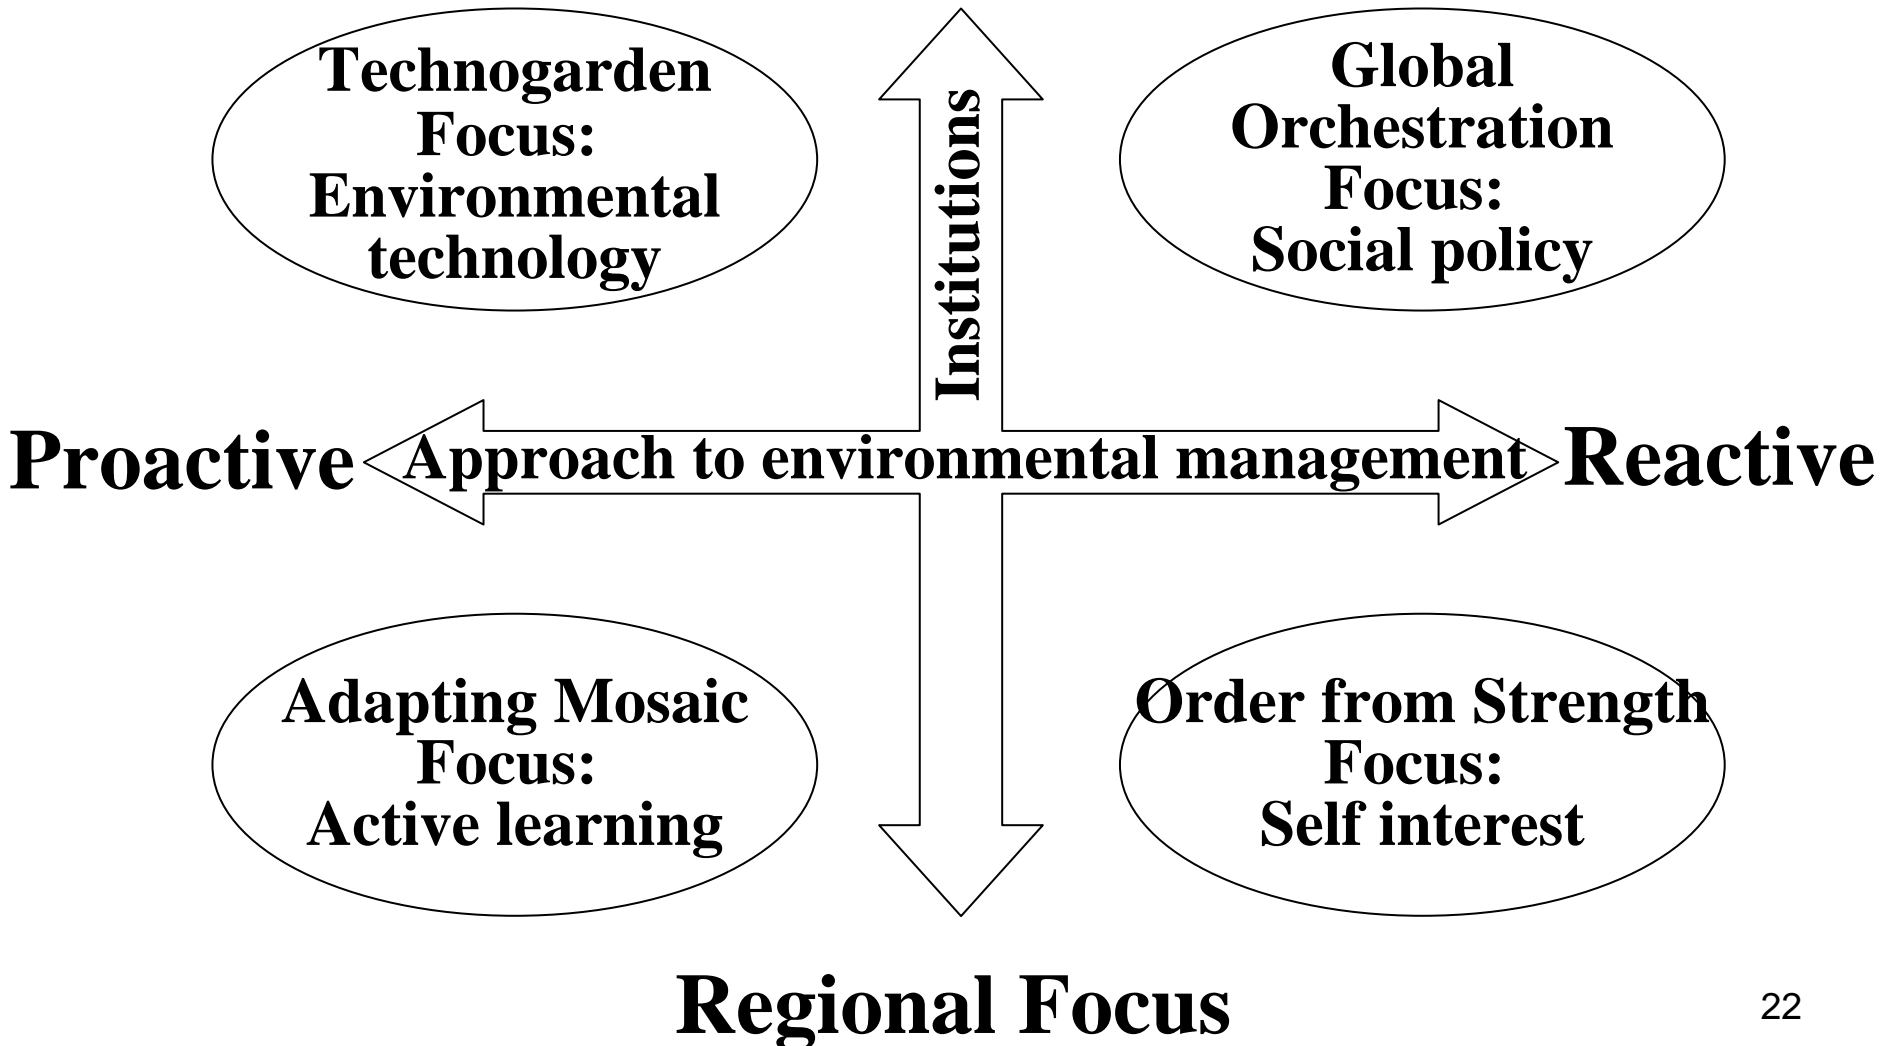 Technogarden
Focus:
Environmental
technology
Global
Orchestration
Focus:
Social policy
Institutions
Proactive
Approach to environmental management
Reactive
Adapting Mosaic
Focus:
Active learning
Order from Strength
Focus:
Self interest
Regional Focus
22